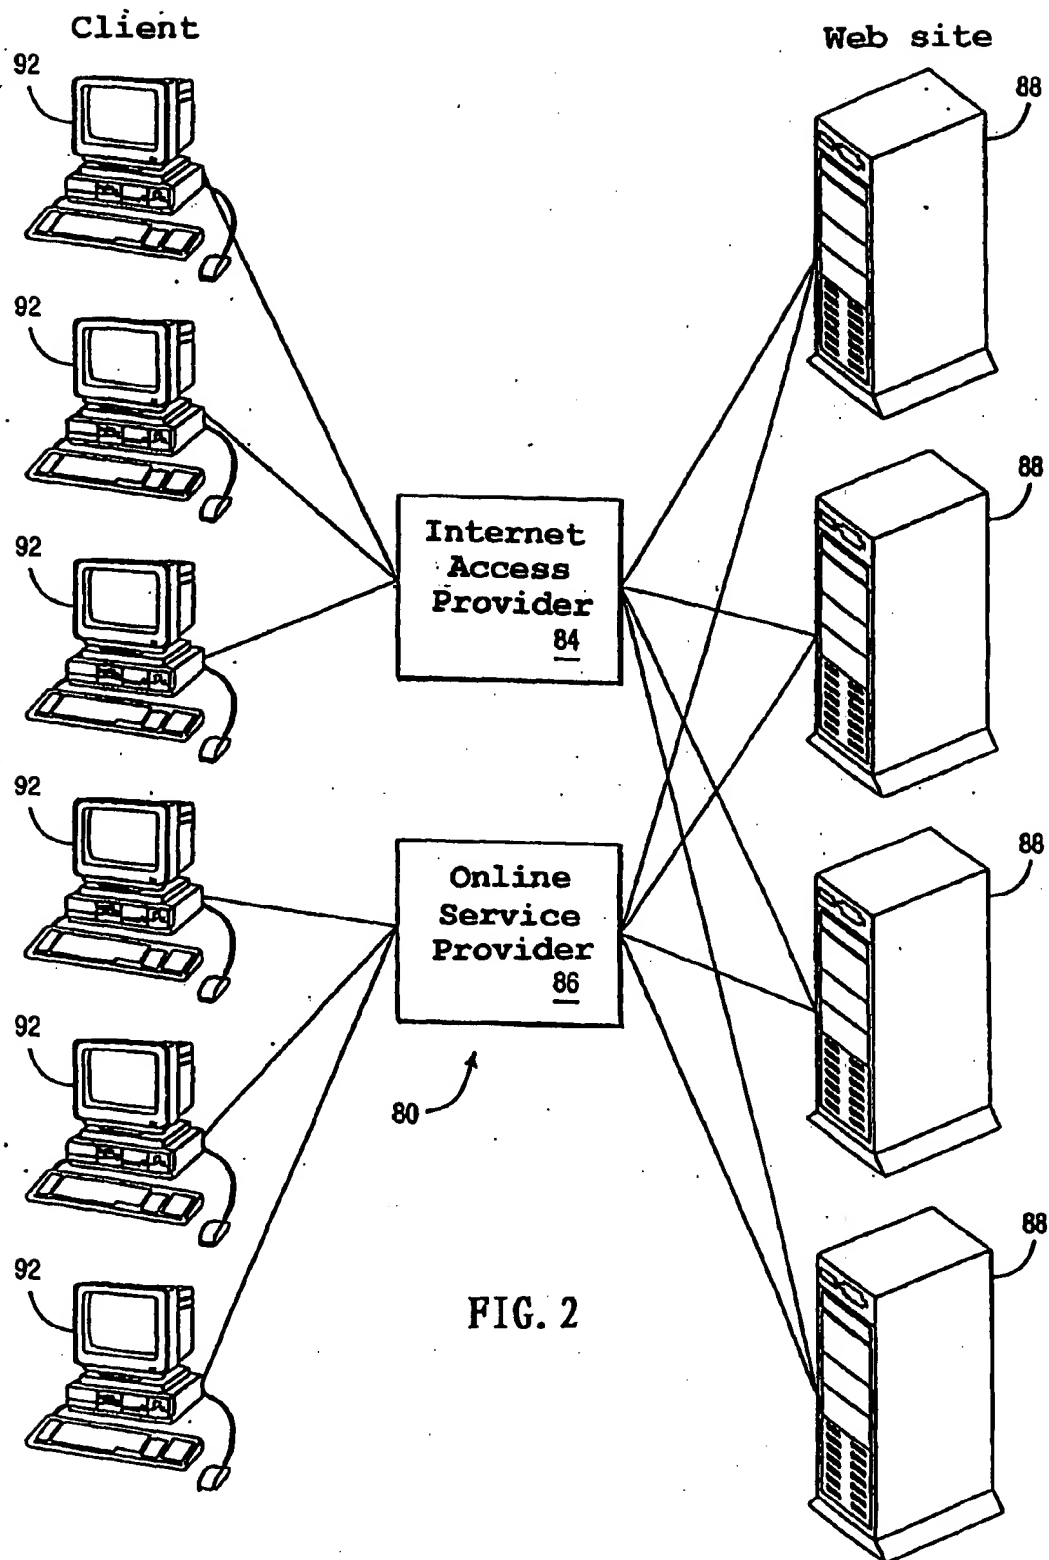 Client
Web site
92
88
92
88
Internet
Access
Provider
84
92
92
88
Online
Service
Provider
86
92
80
92
88
FIG. 2